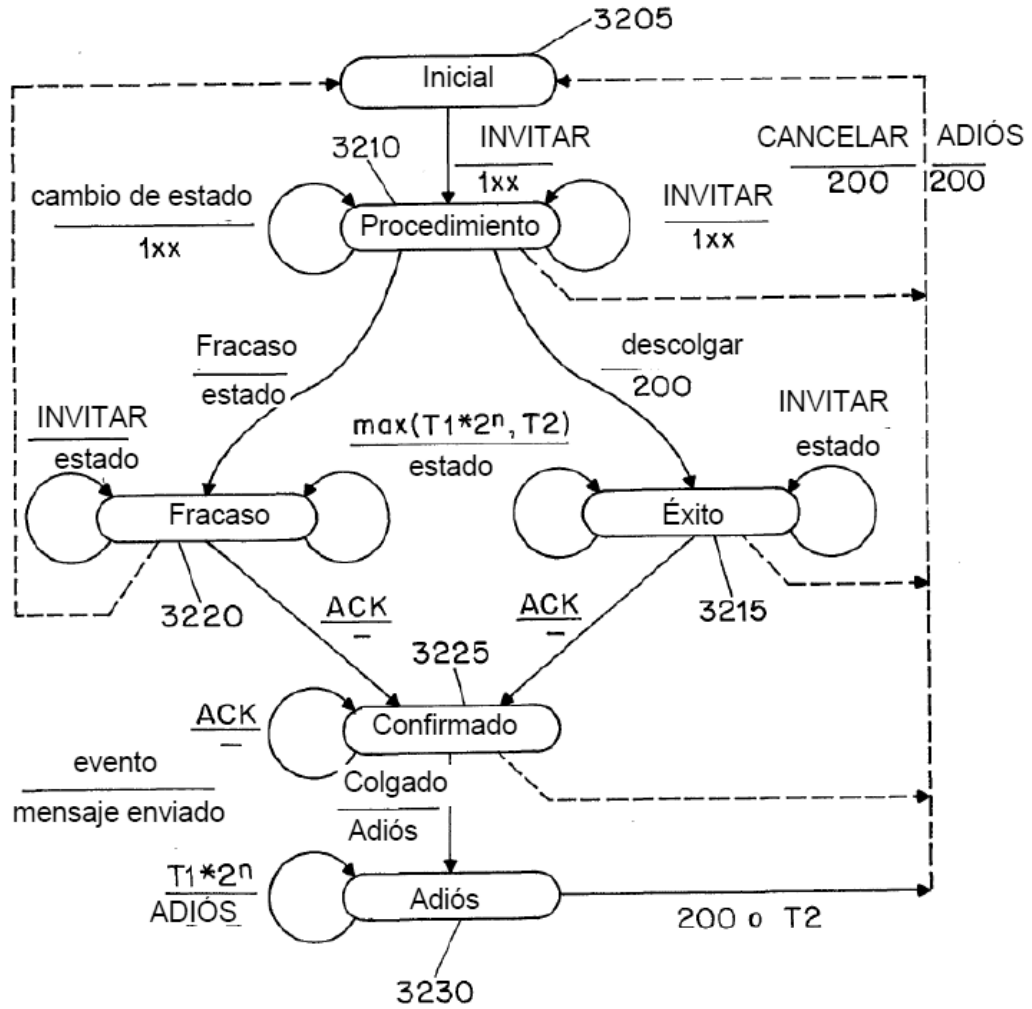 3205
Inicial
3210
INVITAR
1xx
CANCELAR
200
ADIÓS
200
cambio de estado
1xx
Procedimiento
INVITAR
1xx
Fracaso
estado
descolgar
200
INVITAR
estado
max(T1*2ⁿ, T2)
estado
INVITAR
estado
Fracaso
Éxito
3220
ACK
–
ACK
–
3215
3225
ACK
–
Confirmado
evento
mensaje enviado
Colgado
Adiós
T1*2ⁿ
ADIÓS
Adiós
200 o T2
3230